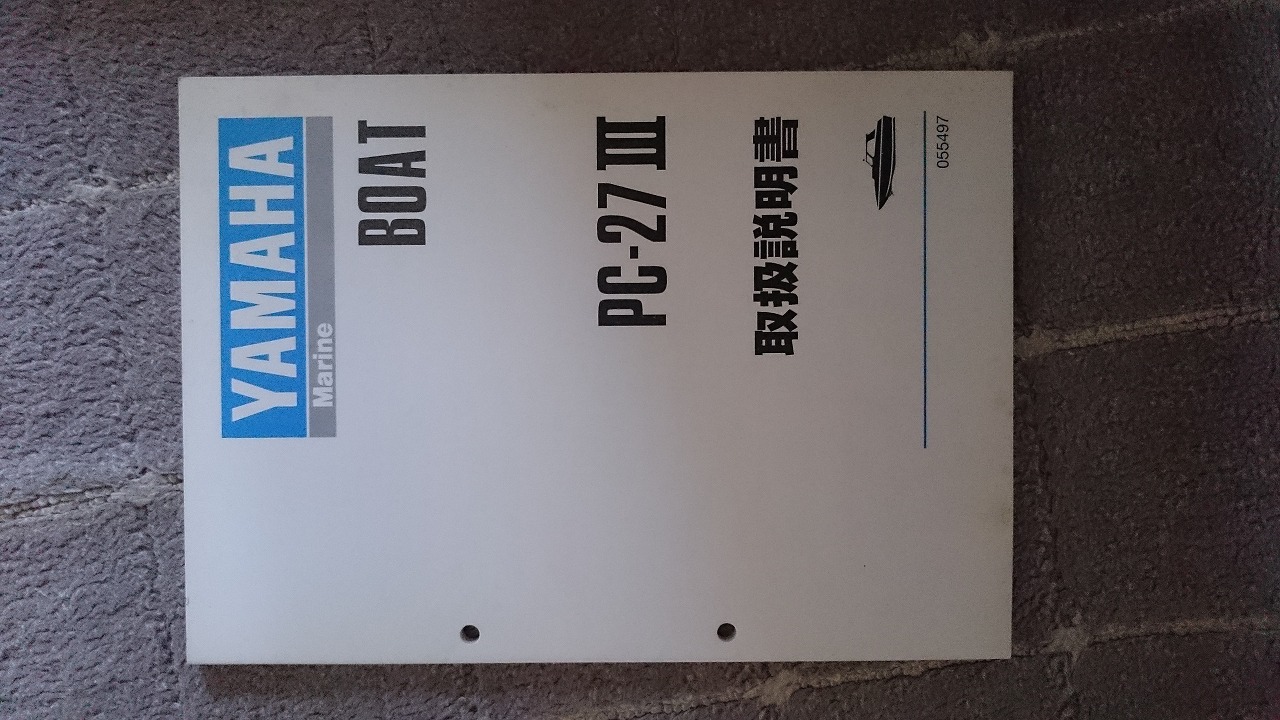 YAMAHA
Marine
BOAT
PC-27 III
取扱説明書
055497